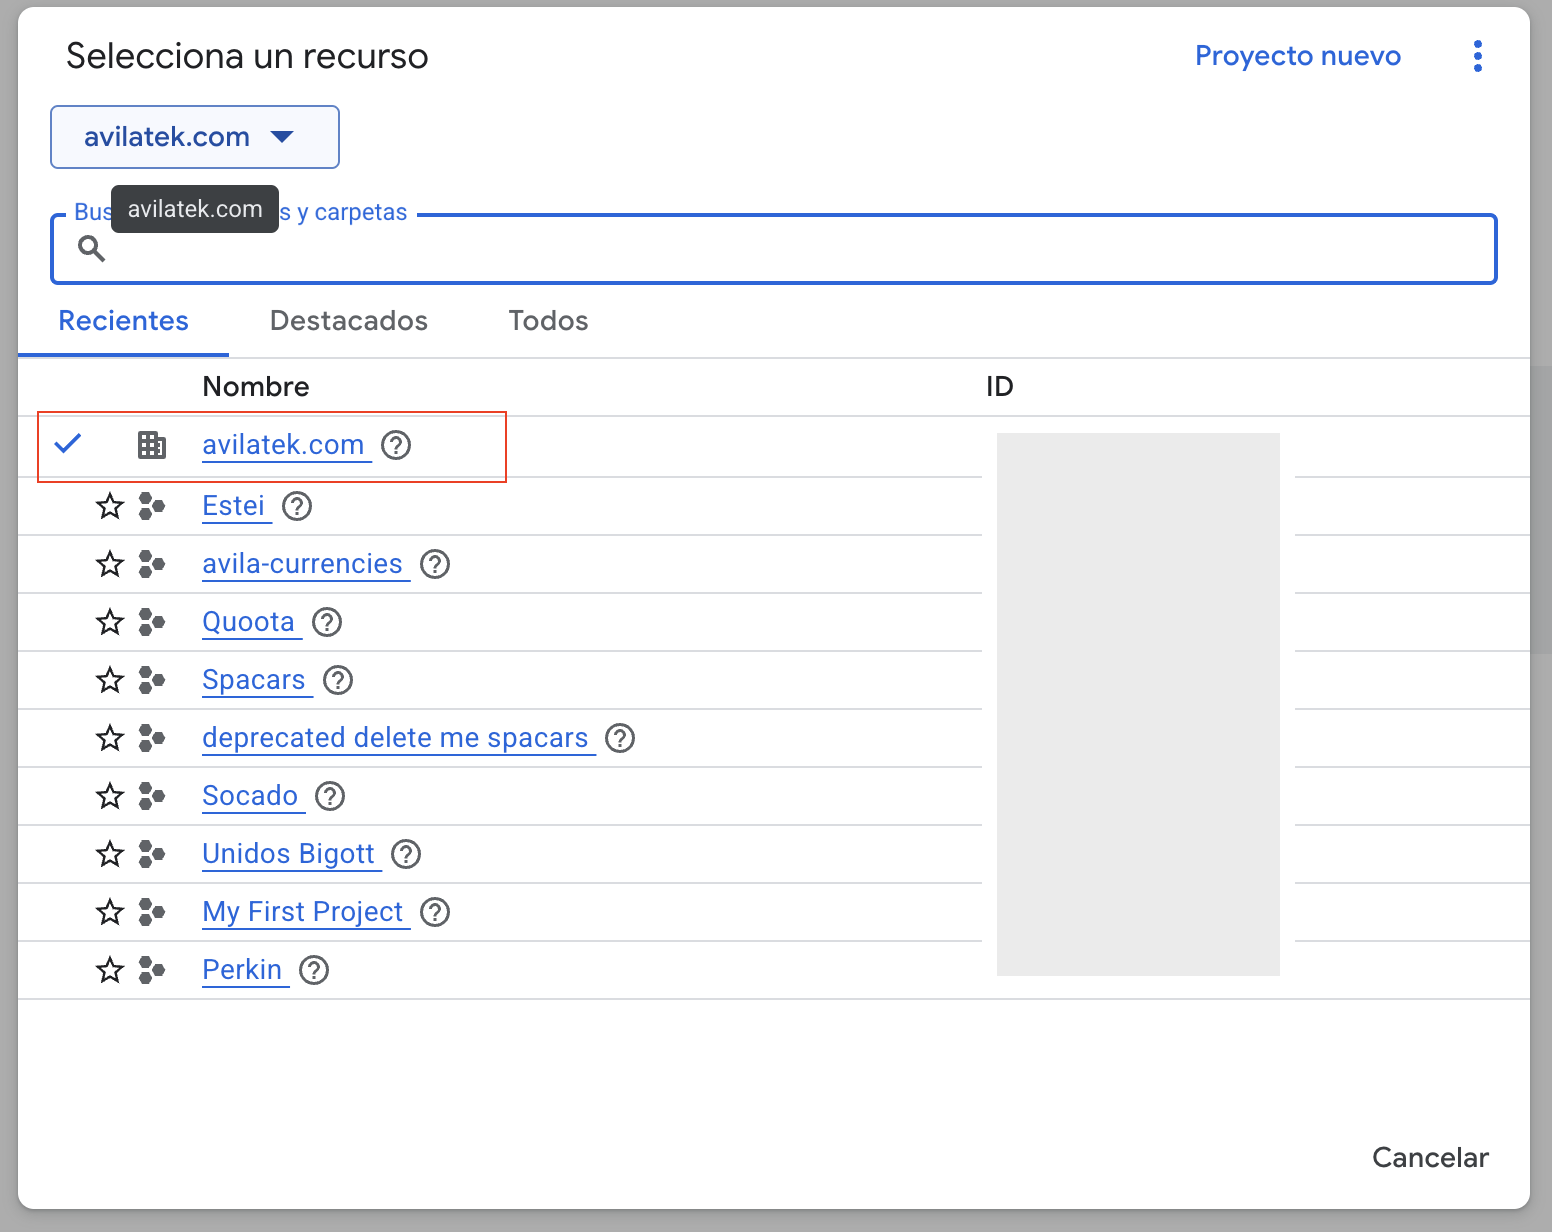 Selecciona un recurso
Proyecto nuevo
avilatek.com
Bus
avilatek.com
s y carpetas
Recientes
Destacados
Todos
Nombre
ID
avilatek.com
Estei
avila-currencies
Quoota
Spacars
deprecated delete me spacars
Socado
Unidos Bigott
My First Project
Perkin
Cancelar